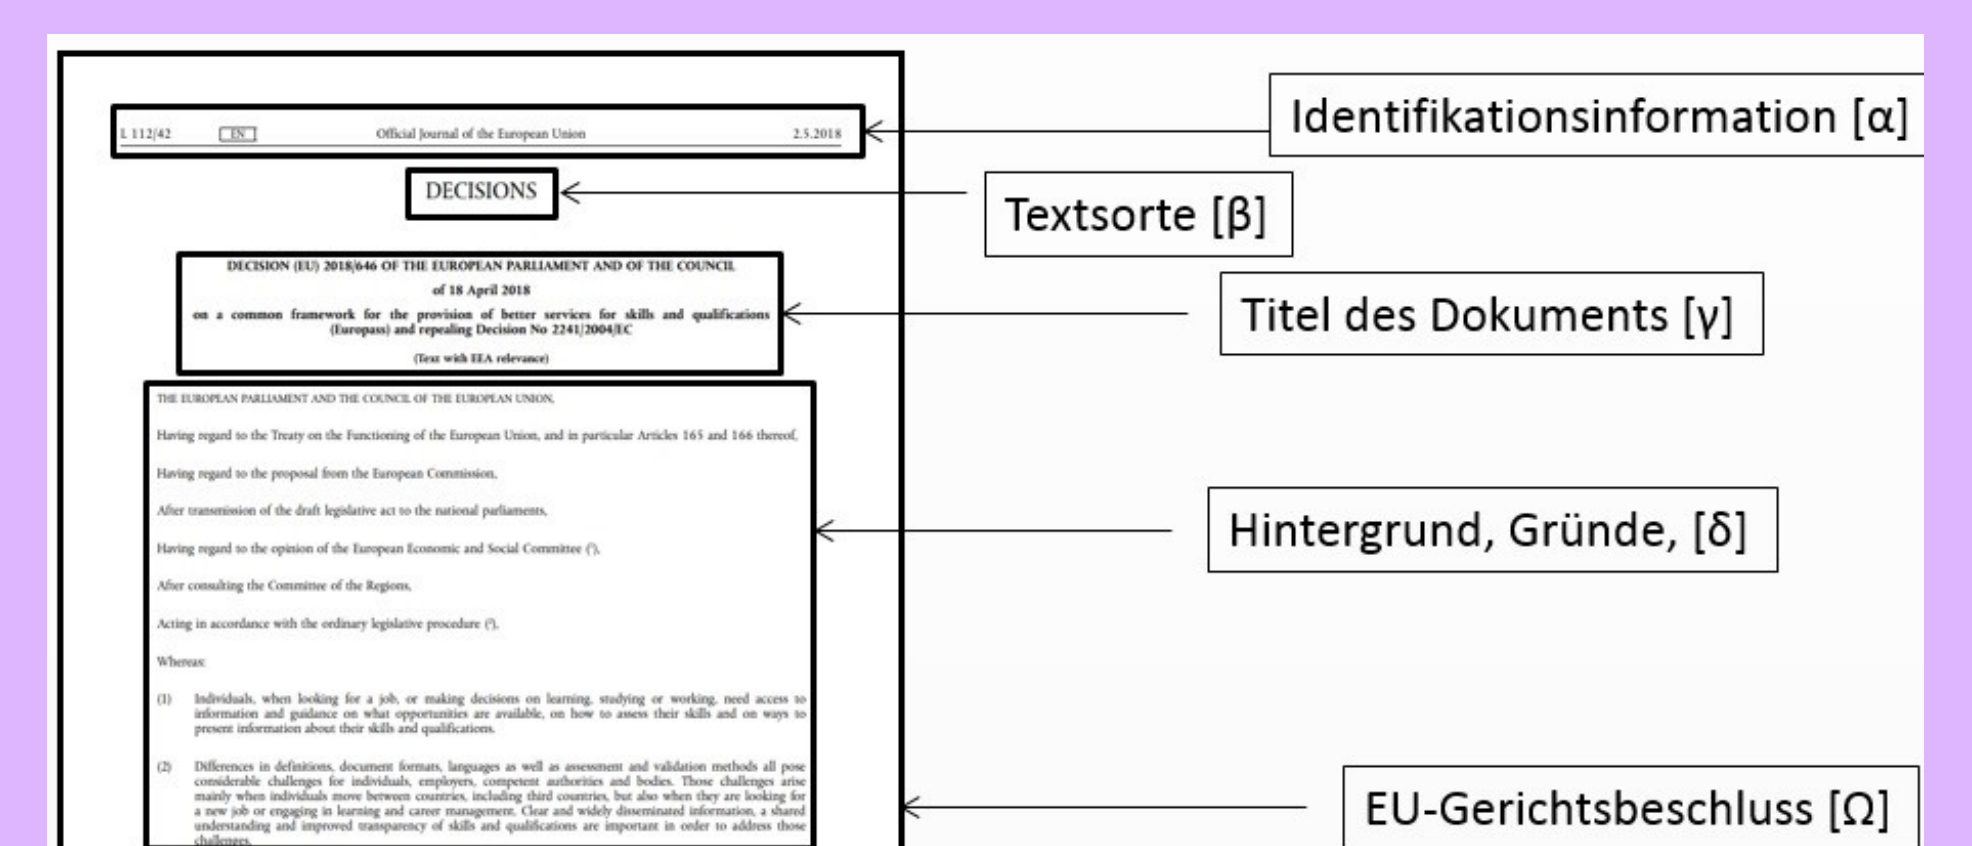 L 112/42 EN Official Journal of the European Union 2.5.2018
Identifikationsinformation [α]
DECISIONS
Textsorte [β]
DECISION (EU) 2018/646 OF THE EUROPEAN PARLIAMENT AND OF THE COUNCIL
of 18 April 2018
on a common framework for the provision of better services for skills and qualifications
(Europass) and repealing Decision No 2241/2004/EC
(Text with EEA relevance)
Titel des Dokuments [γ]
THE EUROPEAN PARLIAMENT AND THE COUNCIL OF THE EUROPEAN UNION,
Having regard to the Treaty on the Functioning of the European Union, and in particular Articles 165 and 166 thereof,
Having regard to the proposal from the European Commission,
After transmission of the draft legislative act to the national parliaments,
Having regard to the opinion of the European Economic and Social Committee (¹),
After consulting the Committee of the Regions,
Acting in accordance with the ordinary legislative procedure (²),
Whereas:
Hintergrund, Gründe, [δ]
(1) Individuals, when looking for a job, or making decisions on learning, studying or working, need access to
information and guidance on what opportunities are available, on how to assess their skills and on ways to
present information about their skills and qualifications.
(2) Differences in definitions, document formats, languages as well as assessment and validation methods all pose
considerable challenges for individuals, employers, competent authorities and bodies. Those challenges arise
mainly when individuals move between countries, including third countries, but also when they are looking for
a new job or engaging in learning and career management. Clear and widely disseminated information, a shared
understanding and improved transparency of skills and qualifications are important in order to address those
challenges.
EU-Gerichtsbeschluss [Ω]